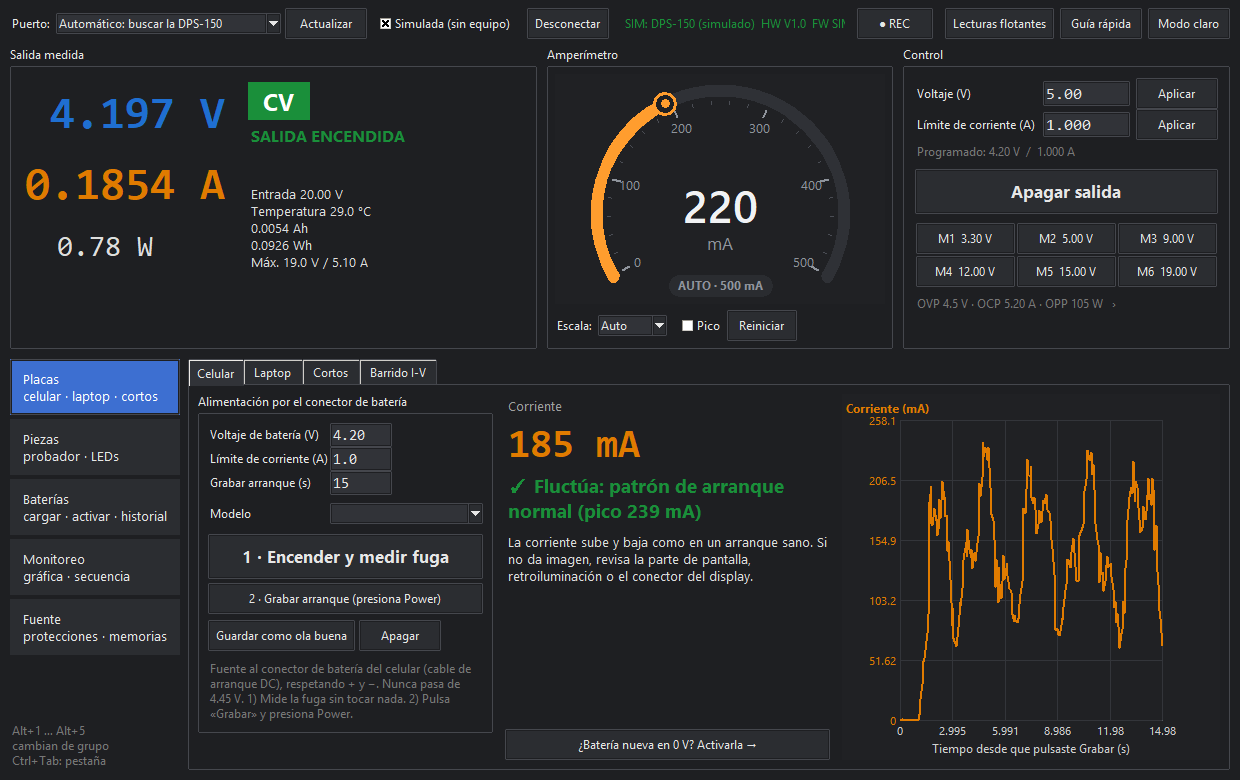 Puerto: Automático: buscar la DPS-150 Actualizar Simulada (sin equipo) Desconectar SIM: DPS-150 (simulado) HW V1.0 FW SIM ● REC Lecturas flotantes Guía rápida Modo claro
Salida medida
4.197 V
CV
SALIDA ENCENDIDA
0.1854 A
0.78 W
Entrada 20.00 V
Temperatura 29.0 °C
0.0054 Ah
0.0926 Wh
Máx. 19.0 V / 5.10 A
Amperímetro
0
100
200
300
400
500
220
mA
AUTO · 500 mA
Escala: Auto Pico Reiniciar
Control
Voltaje (V) 5.00 Aplicar
Límite de corriente (A) 1.000 Aplicar
Programado: 4.20 V / 1.000 A
Apagar salida
M1 3.30 V M2 5.00 V M3 9.00 V
M4 12.00 V M5 15.00 V M6 19.00 V
OVP 4.5 V · OCP 5.20 A · OPP 105 W ›
Placas
celular · laptop · cortos
Piezas
probador · LEDs
Baterías
cargar · activar · historial
Monitoreo
gráfica · secuencia
Fuente
protecciones · memorias
Alt+1 ... Alt+5
cambian de grupo
Ctrl+Tab: pestaña
Celular Laptop Cortos Barrido I-V
Alimentación por el conector de batería
Voltaje de batería (V) 4.20
Límite de corriente (A) 1.0
Grabar arranque (s) 15
Modelo
1 · Encender y medir fuga
2 · Grabar arranque (presiona Power)
Guardar como ola buena Apagar
Fuente al conector de batería del celular (cable de
arranque DC), respetando + y −. Nunca pasa de
4.45 V. 1) Mide la fuga sin tocar nada. 2) Pulsa
«Grabar» y presiona Power.
Corriente
185 mA
✓ Fluctúa: patrón de arranque
normal (pico 239 mA)
La corriente sube y baja como en un arranque sano. Si
no da imagen, revisa la parte de pantalla,
retroiluminación o el conector del display.
¿Batería nueva en 0 V? Activarla →
Corriente (mA)
258.1
206.5
154.9
103.2
51.62
0
0 2.995 5.991 8.986 11.98 14.98
Tiempo desde que pulsaste Grabar (s)